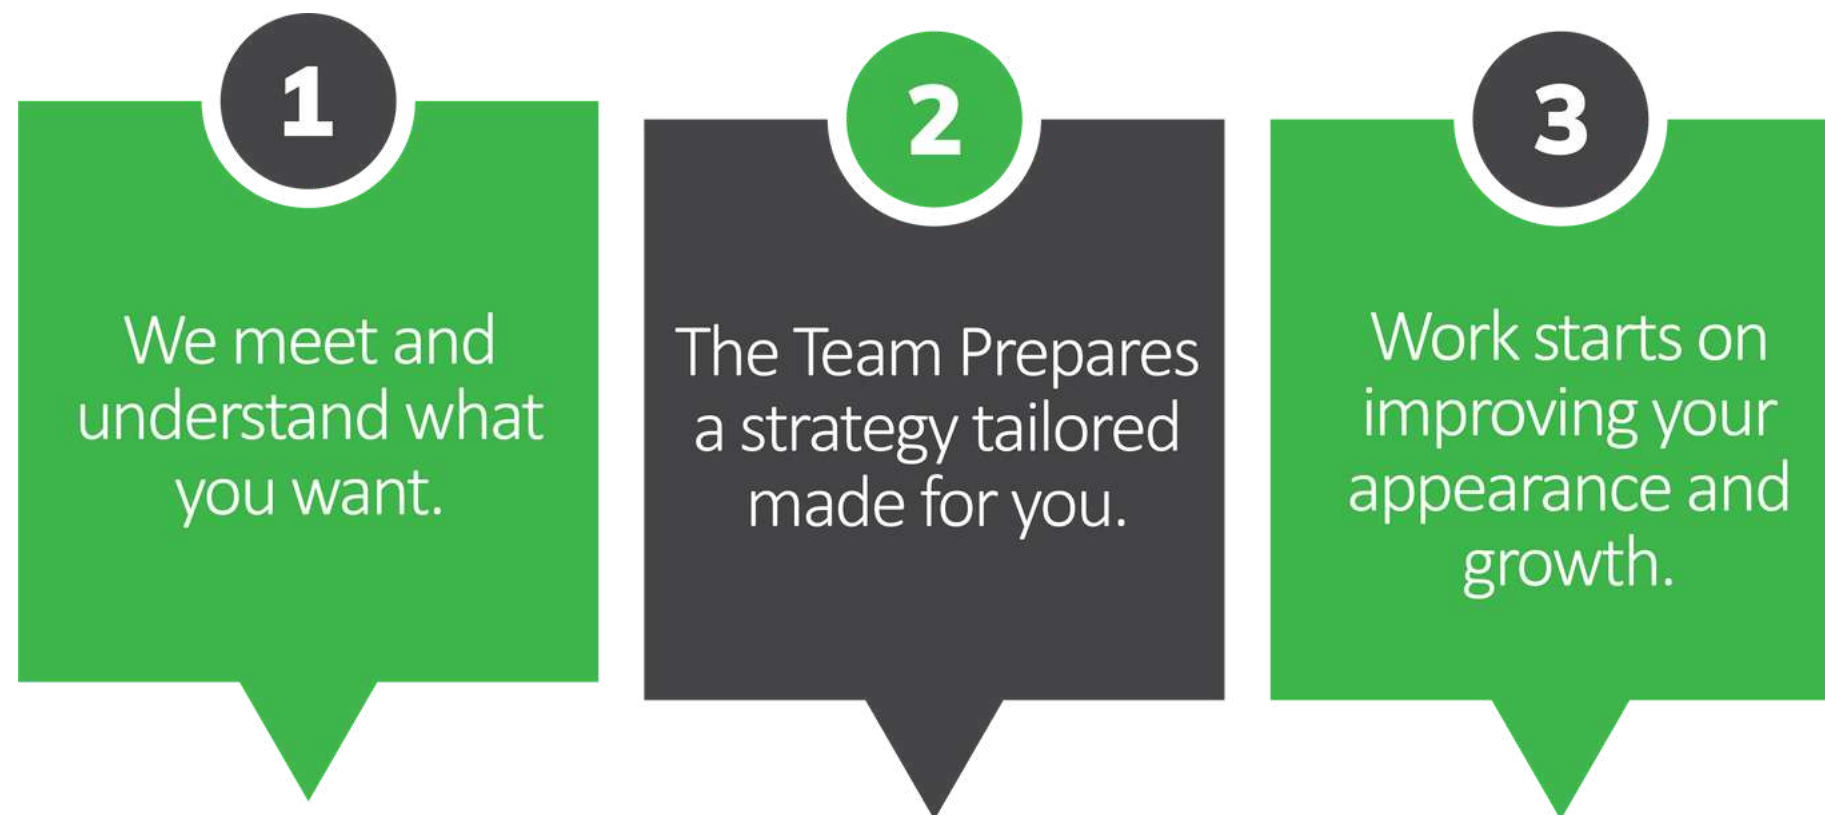 1
We meet and
understand what
you want.
2
The Team Prepares
a strategy tailored
made for you.
3
Work starts on
improving your
appearance and
growth.